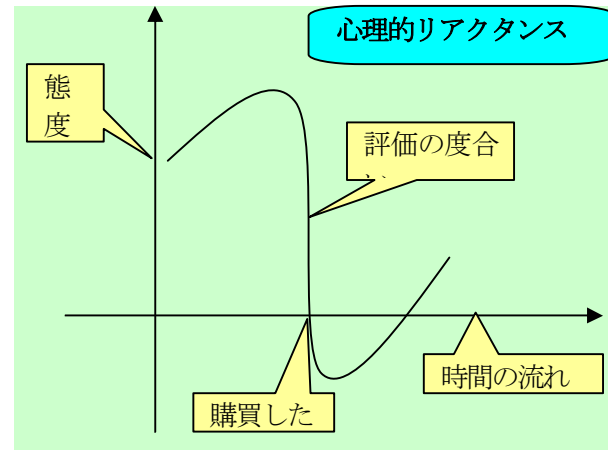 心理的リアクタンス
態
度
評価の度合
時間の流れ
購買した